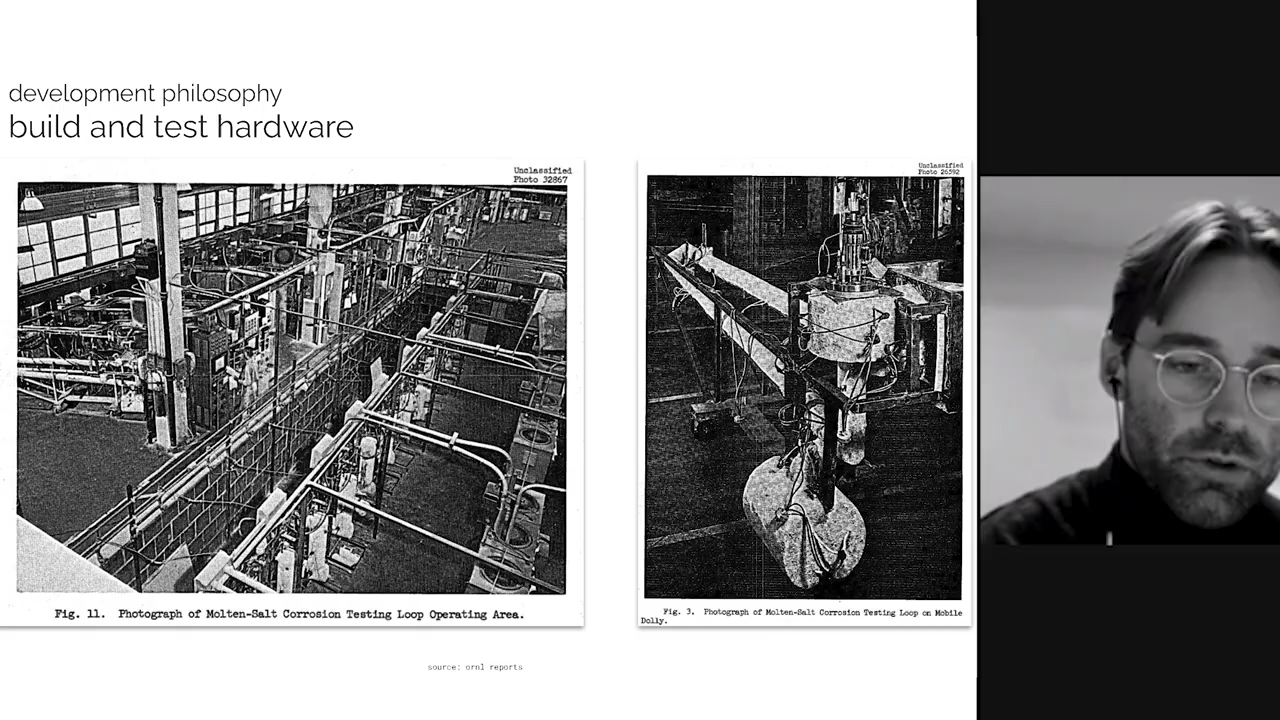 development philosophy
build and test hardware
Unclassified
Photo 32867
Fig. 11. Photograph of Molten-Salt Corrosion Testing Loop Operating Area.
Unclassified
Photo 26592
Fig. 3. Photograph of Molten-Salt Corrosion Testing Loop on Mobile
Dolly.
source: ornl reports